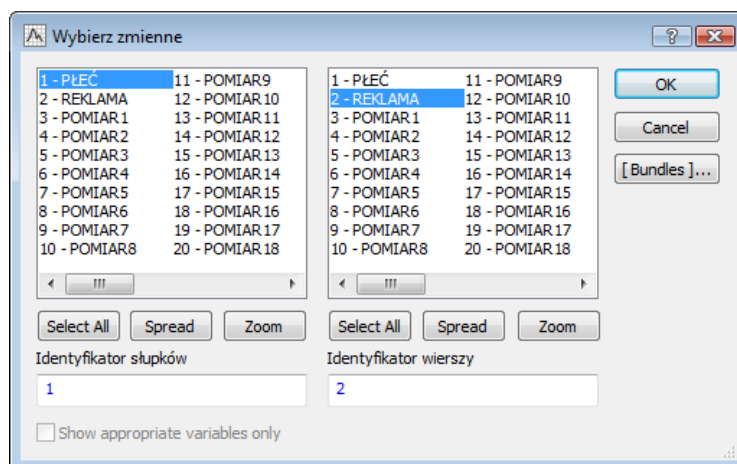 Wybierz zmienne
1 - PŁEĆ 11 - POMIAR9
2 - REKLAMA 12 - POMIAR10
3 - POMIAR1 13 - POMIAR11
4 - POMIAR2 14 - POMIAR12
5 - POMIAR3 15 - POMIAR13
6 - POMIAR4 16 - POMIAR14
7 - POMIAR5 17 - POMIAR15
8 - POMIAR6 18 - POMIAR16
9 - POMIAR7 19 - POMIAR17
10 - POMIAR8 20 - POMIAR18
Select All Spread Zoom
Identyfikator słupków
1
1 - PŁEĆ 11 - POMIAR9
2 - REKLAMA 12 - POMIAR10
3 - POMIAR1 13 - POMIAR11
4 - POMIAR2 14 - POMIAR12
5 - POMIAR3 15 - POMIAR13
6 - POMIAR4 16 - POMIAR14
7 - POMIAR5 17 - POMIAR15
8 - POMIAR6 18 - POMIAR16
9 - POMIAR7 19 - POMIAR17
10 - POMIAR8 20 - POMIAR18
Select All Spread Zoom
Identyfikator wierszy
2
OK
Cancel
[ Bundles ]...
Show appropriate variables only